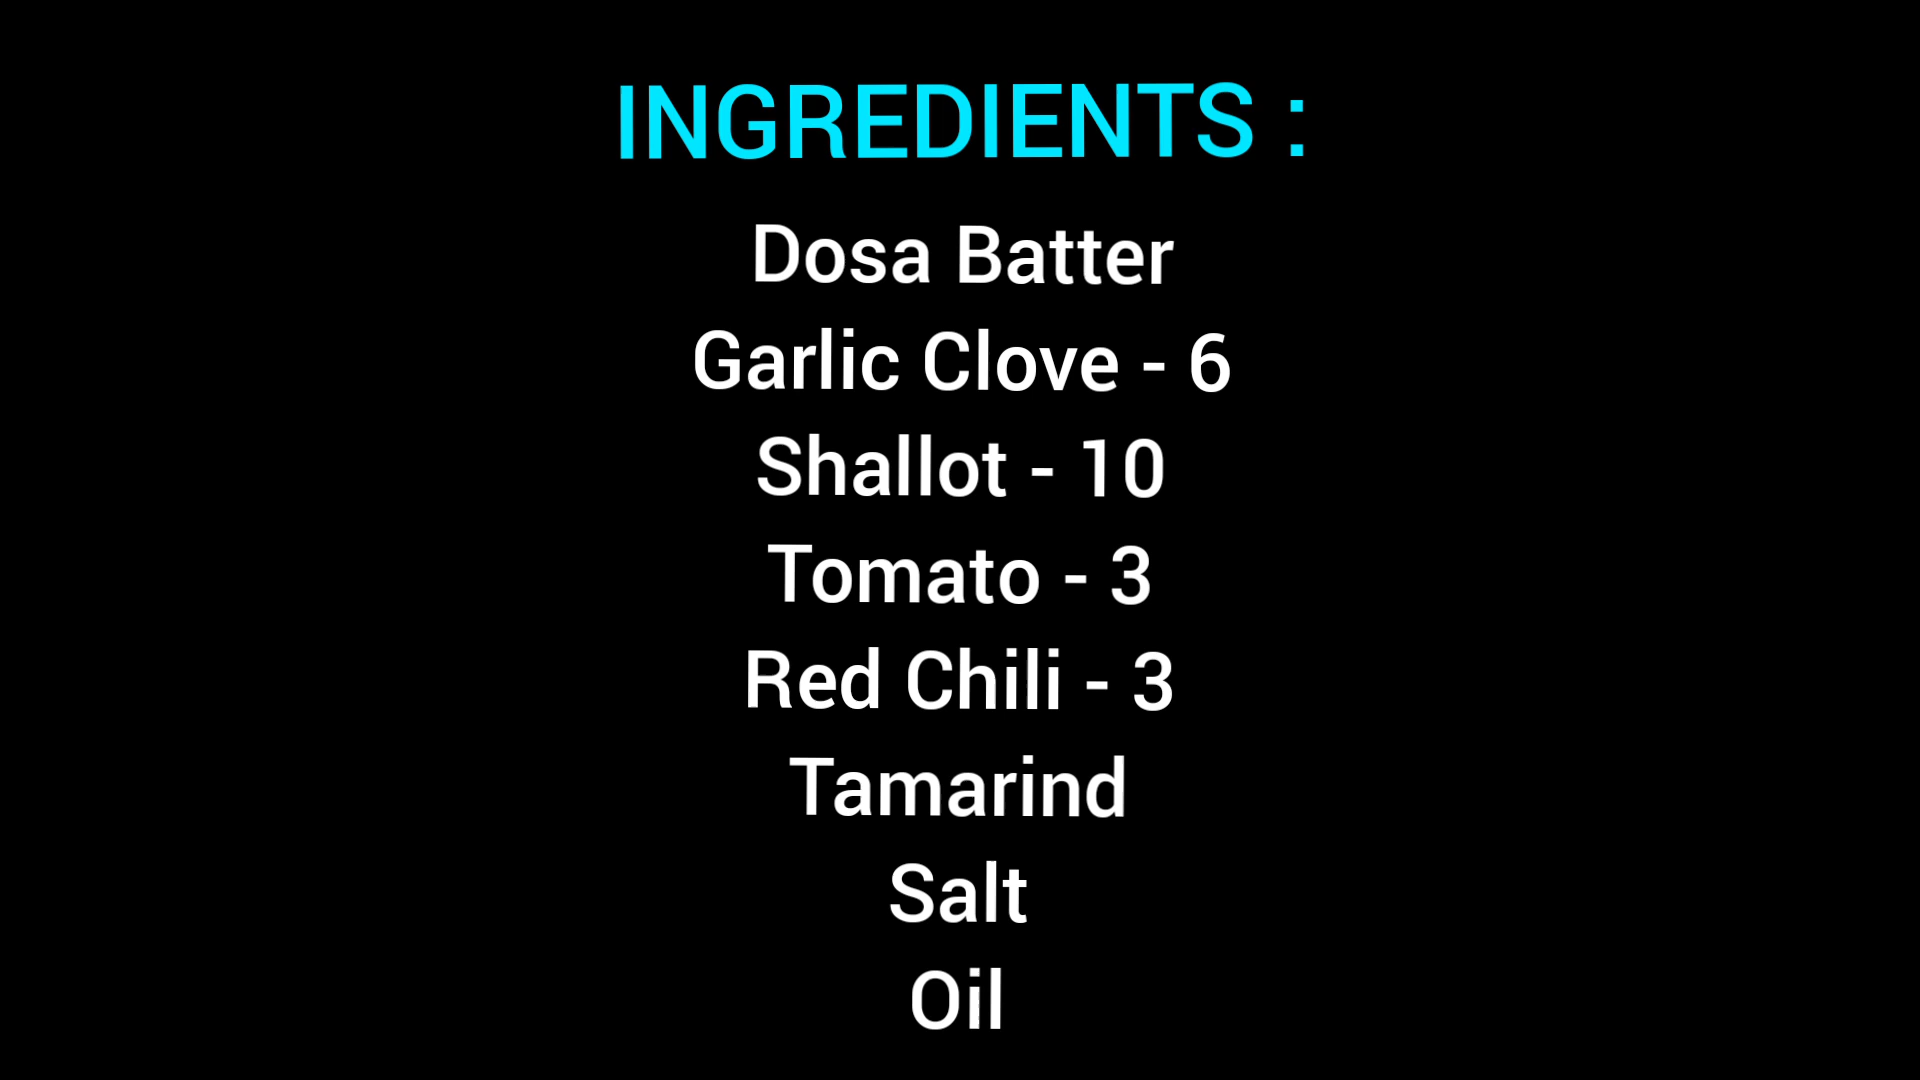 INGREDIENTS :
Dosa Batter
Garlic Clove - 6
Shallot - 10
Tomato - 3
Red Chili - 3
Tamarind
Salt
Oil